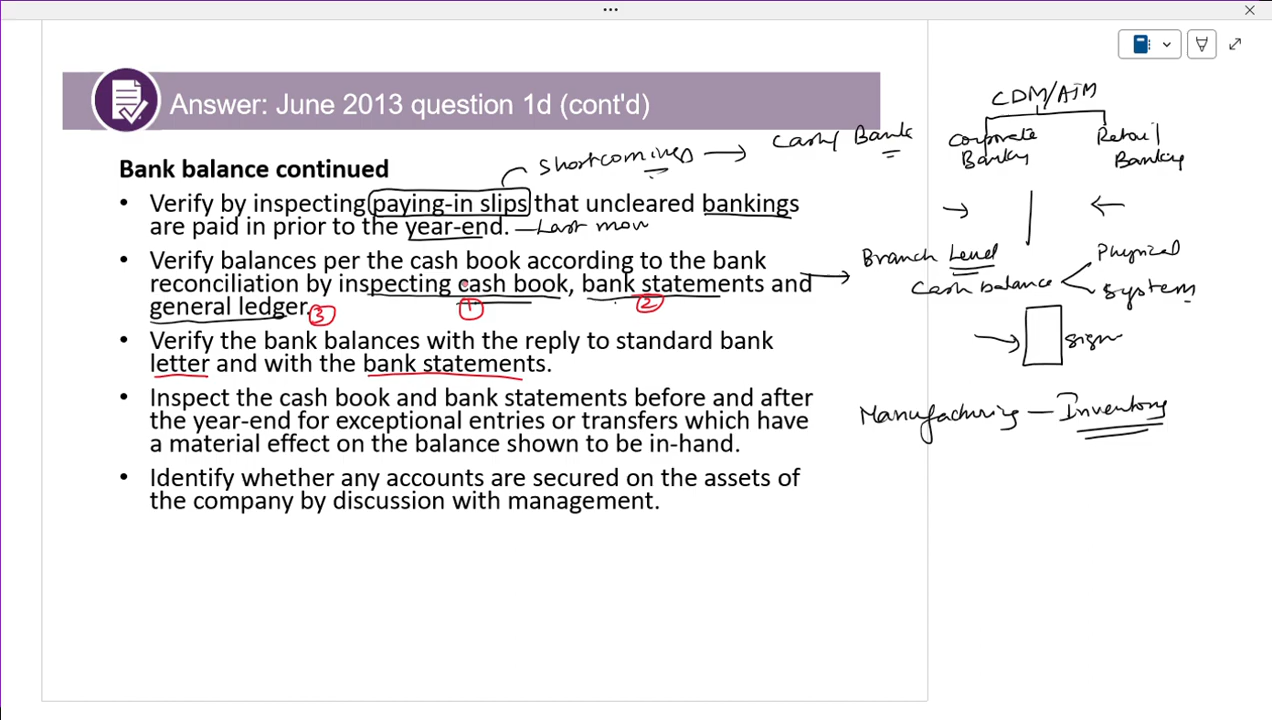 Answer: June 2013 question 1d (cont'd)
Bank balance continued
• Verify by inspecting paying-in slips that uncleared bankings
are paid in prior to the year-end.
• Verify balances per the cash book according to the bank
reconciliation by inspecting cash book, bank statements and
general ledger.
• Verify the bank balances with the reply to standard bank
letter and with the bank statements.
• Inspect the cash book and bank statements before and after
the year-end for exceptional entries or transfers which have
a material effect on the balance shown to be in-hand.
• Identify whether any accounts are secured on the assets of
the company by discussion with management.
Shortcomings → Cash/ Bank
— Last
1
2
3
CDM/ATM
Corporate
Banking
Retail
Banking
Branch Level
Cash balance
Physical
System
sign
Manufacturing — Inventory